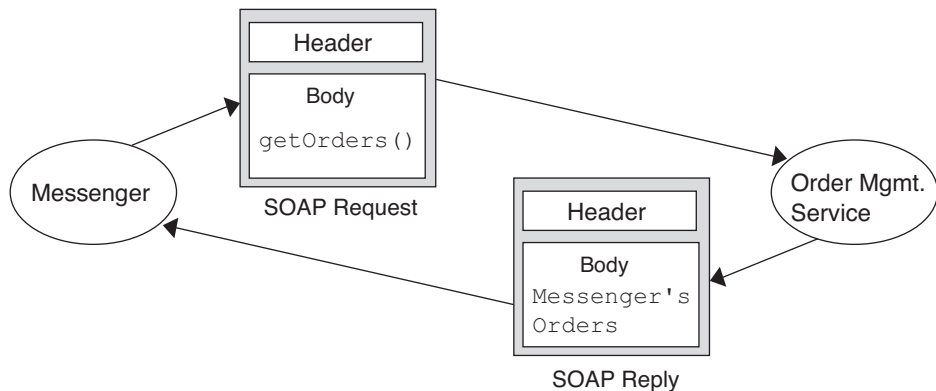 Header
Body
getOrders()
SOAP Request
Messenger
Order Mgmt.
Service
Header
Body
Messenger's
Orders
SOAP Reply